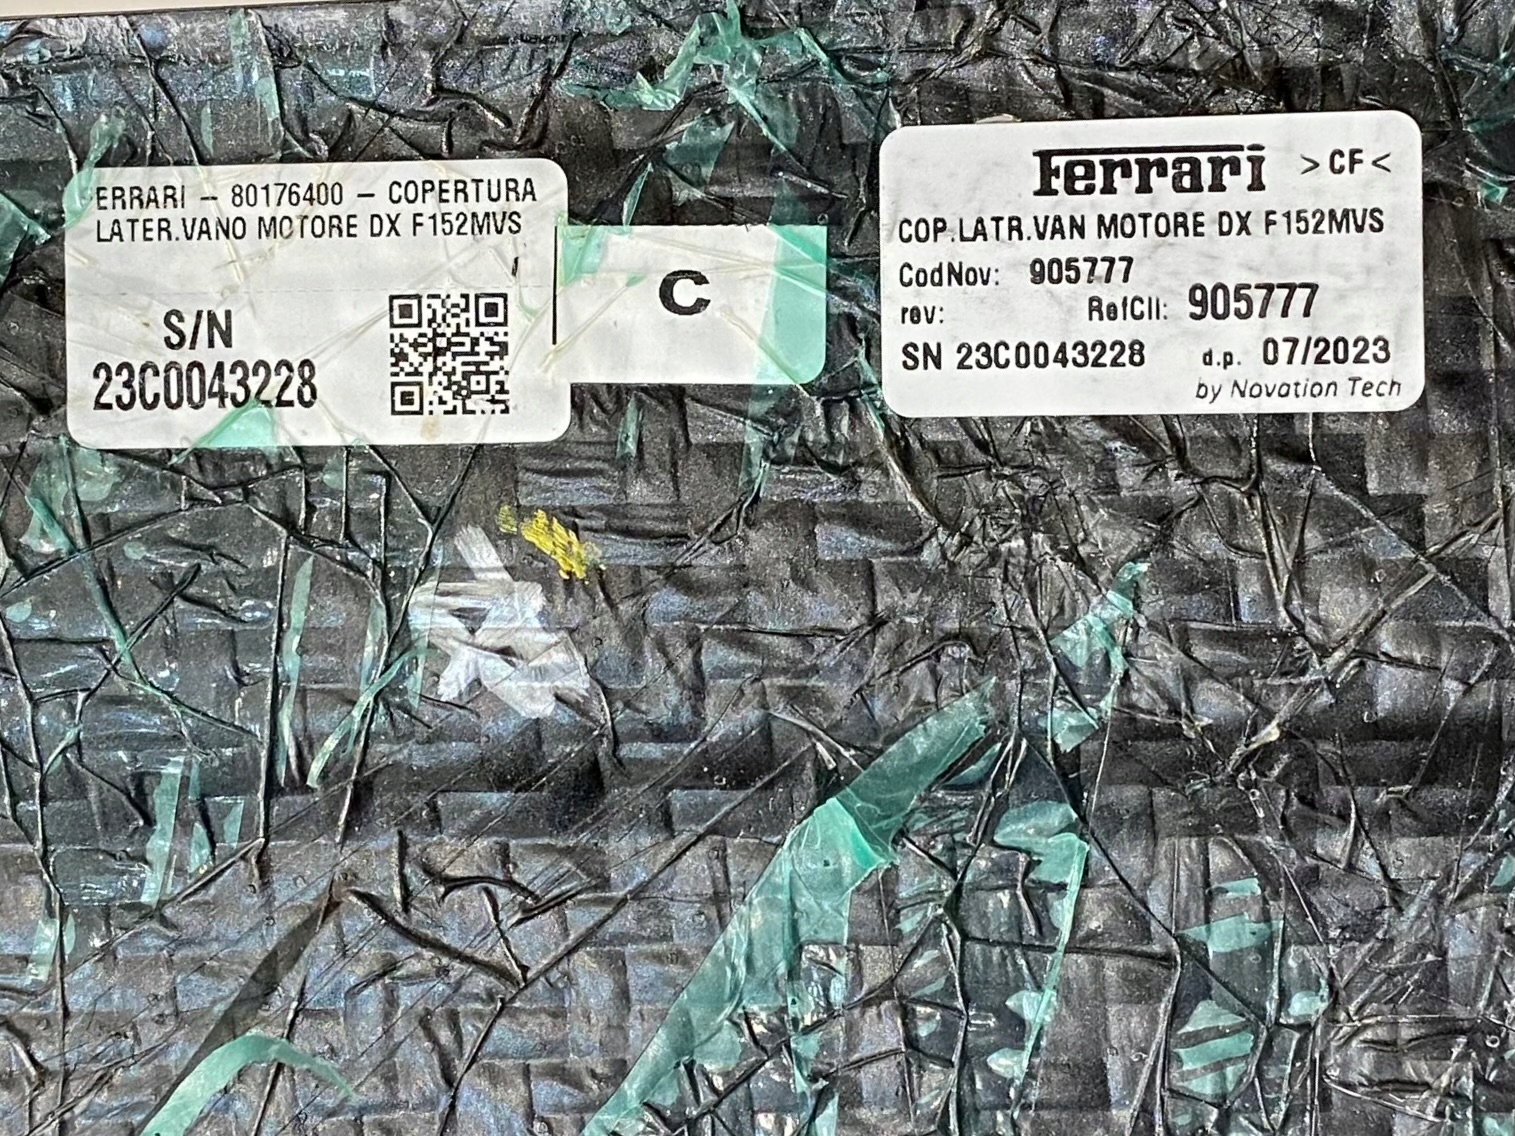 ERRARI - 80176400 - COPERTURA
LATER.VANO MOTORE DX F152MVS
S/N
23C0043228
C
Ferrari >CF<
COP.LATR.VAN MOTORE DX F152MVS
CodNov: 905777
rev: RefCli: 905777
SN 23C0043228 d.p. 07/2023
by Novation Tech